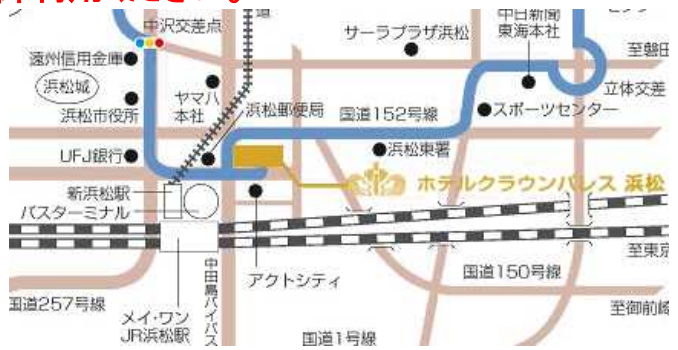 ください。
中沢交差点
遠州信用金庫
浜松城
浜松市役所
ヤマハ
本社
UFJ銀行
新浜松駅
バスターミナル
浜松郵便局
サーラプラザ浜松
中日新聞
東海本社
至磐田
立体交差
国道152号線
スポーツセンター
浜松東署
ホテルクラウンパレス 浜松
アクトシティ
国道150号線
至東京
至御前崎
国道257号線
メイ・ワン
JR浜松駅
中田島バイパス
国道1号線